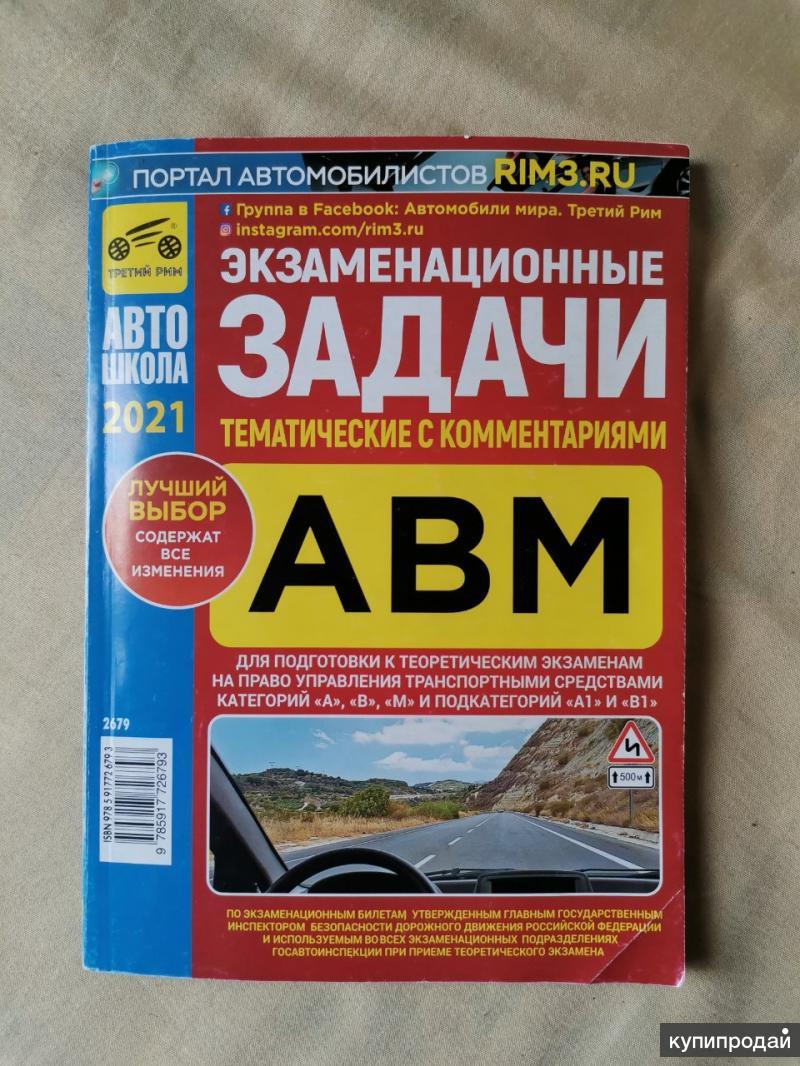 ПОРТАЛ АВТОМОБИЛИСТОВ RIM3.RU
Группа в Facebook: Автомобили мира. Третий Рим
instagram.com/rim3.ru
®
ТРЕТИЙ РИМ
АВТО
ШКОЛА
2021
ЭКЗАМЕНАЦИОННЫЕ
ЗАДАЧИ
ТЕМАТИЧЕСКИЕ С КОММЕНТАРИЯМИ
ЛУЧШИЙ
ВЫБОР
СОДЕРЖАТ
ВСЕ
ИЗМЕНЕНИЯ
АВМ
ДЛЯ ПОДГОТОВКИ К ТЕОРЕТИЧЕСКИМ ЭКЗАМЕНАМ
НА ПРАВО УПРАВЛЕНИЯ ТРАНСПОРТНЫМИ СРЕДСТВАМИ
КАТЕГОРИЙ «А», «В», «М» И ПОДКАТЕГОРИЙ «А1» И «В1»
2679
ISBN 978 5 91772 679 3
9 785917 726793
500 м
ПО ЭКЗАМЕНАЦИОННЫМ БИЛЕТАМ УТВЕРЖДЕННЫМ ГЛАВНЫМ ГОСУДАРСТВЕННЫМ
ИНСПЕКТОРОМ БЕЗОПАСНОСТИ ДОРОЖНОГО ДВИЖЕНИЯ РОССИЙСКОЙ ФЕДЕРАЦИИ
И ИСПОЛЬЗУЕМЫМ ВО ВСЕХ ЭКЗАМЕНАЦИОННЫХ ПОДРАЗДЕЛЕНИЯХ
ГОСАВТОИНСПЕКЦИИ ПРИ ПРИЕМЕ ТЕОРЕТИЧЕСКОГО ЭКЗАМЕНА
купипродай